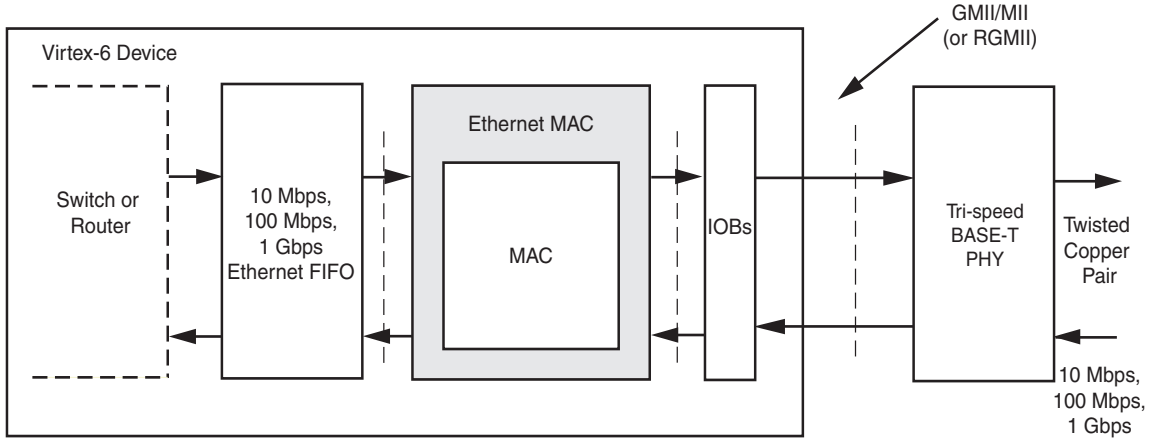 GMII/MII
(or RGMII)
Virtex-6 Device
Switch or
Router
10 Mbps,
100 Mbps,
1 Gbps
Ethernet FIFO
Ethernet MAC
MAC
IOBs
Tri-speed
BASE-T
PHY
Twisted
Copper
Pair
10 Mbps,
100 Mbps,
1 Gbps